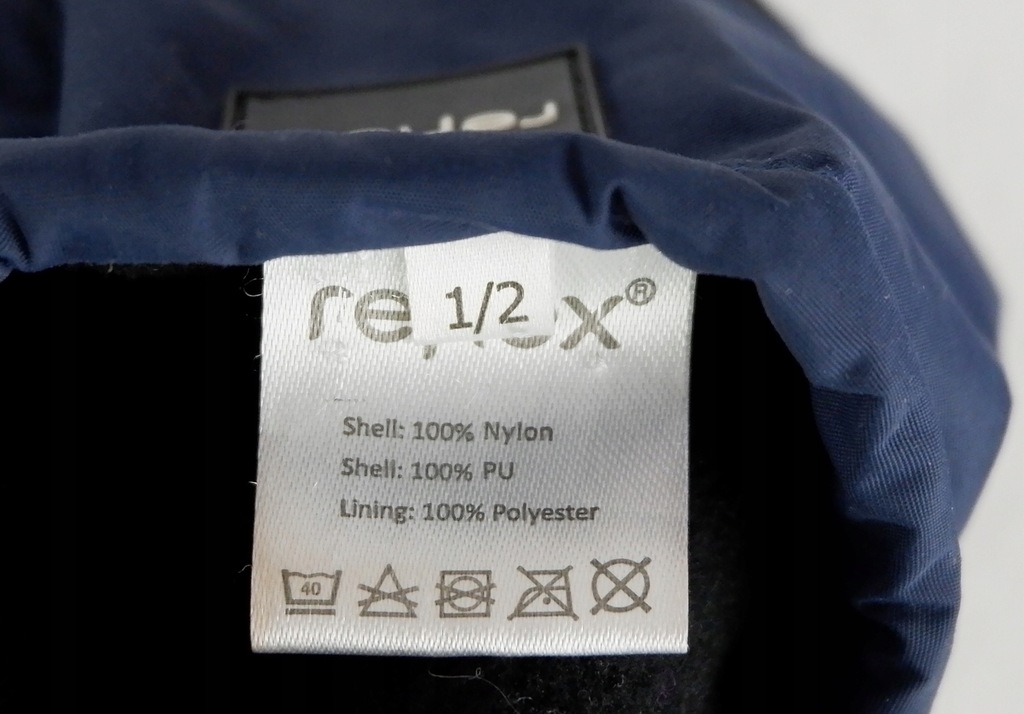 1/2
Shell: 100% Nylon
Shell: 100% PU
Lining: 100% Polyester
40